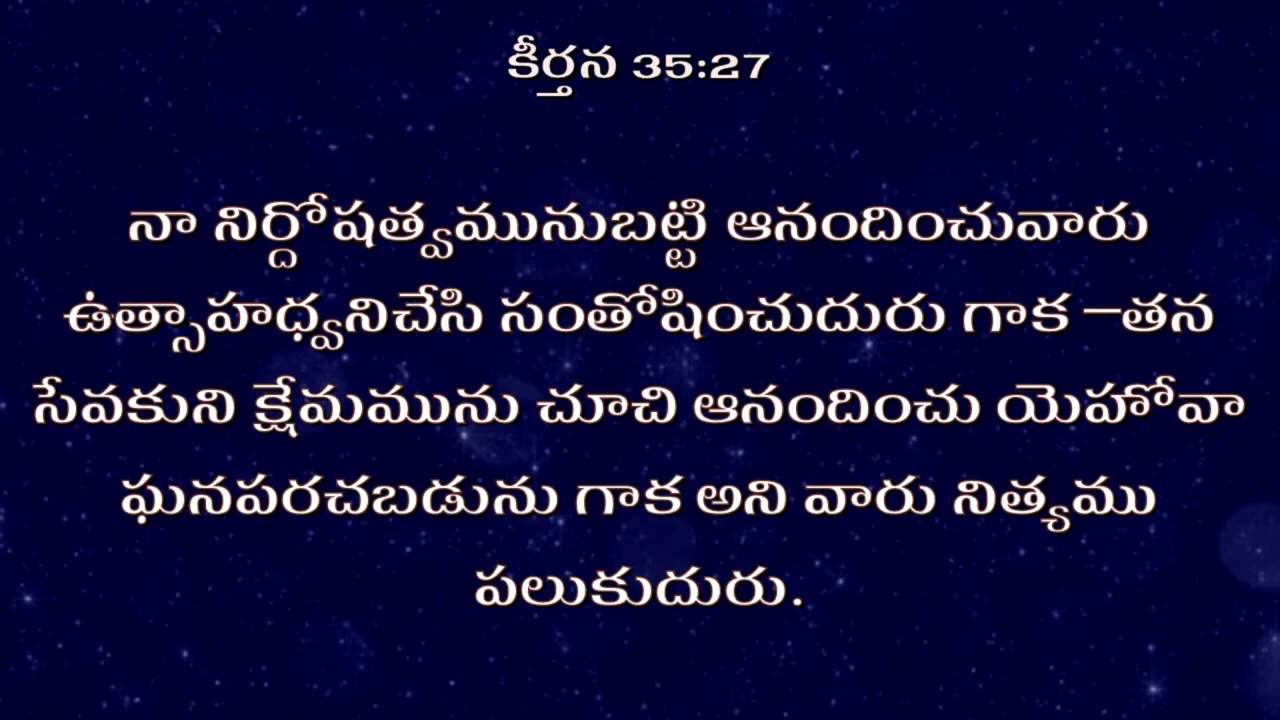 కీర్తన 35:27
నా నిర్దోషత్వమునుబట్టి ఆనందించువారు
ఉత్సాహధ్వనిచేసి సంతోషించుదురు గాక –తన
సేవకుని క్షేమమును చూచి ఆనందించు యెహోవా
ఘనపరచబడును గాక అని వారు నిత్యము
పలుకుదురు.